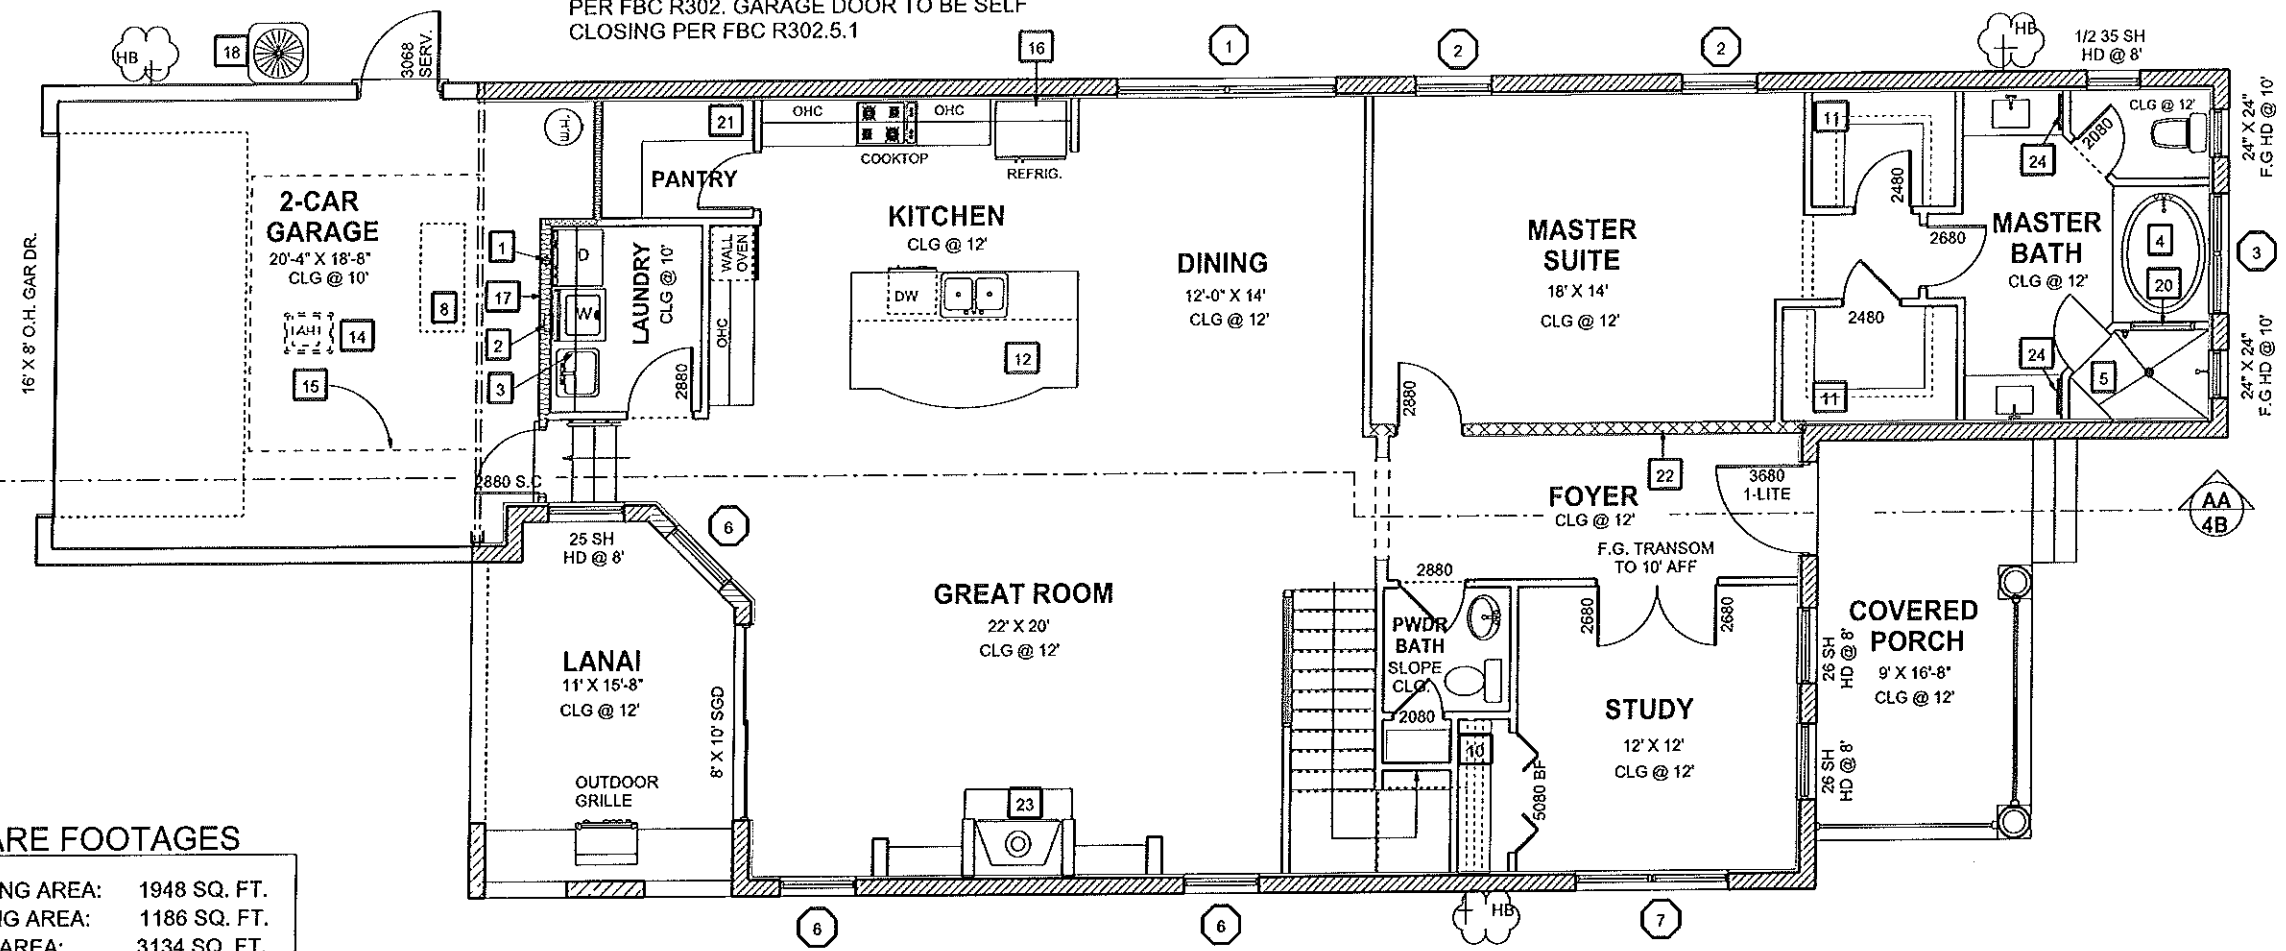 PER FBC R302. GARAGE DOOR TO BE SELF
CLOSING PER FBC R302.5.1
HB
18
3068
SERV.
16
1
2
2
HB
1/2 35 SH
HD @ 8'
16' X 8' O.H. GAR DR.
2-CAR
GARAGE
20'-4" X 18'-8"
CLG @ 10'
8
14
15
W.H.
1
17
2
3
2880 S.C
21
PANTRY
OHC
OHC
COOKTOP
REFRIG.
D
W
LAUNDRY
CLG @ 10'
2880
WALL
OVEN
OHC
KITCHEN
CLG @ 12'
DW
12
DINING
12'-0" X 14'
CLG @ 12'
MASTER
SUITE
18' X 14'
CLG @ 12'
2880
11
2480
2680
2480
11
MASTER
BATH
CLG @ 12'
24
2080
CLG @ 12'
4
20
24
5
24" X 24"
F.G HD @ 10'
3
24" X 24"
F.G HD @ 10'
22
FOYER
CLG @ 12'
3680
1-LITE
F.G. TRANSOM
TO 10' AFF
AA
4B
25 SH
HD @ 8'
6
LANAI
11' X 15'-8"
CLG @ 12'
8' X 10' SGD
OUTDOOR
GRILLE
GREAT ROOM
22' X 20'
CLG @ 12'
23
2880
PWDR
BATH
SLOPE
CLG.
2080
10
5080 BF
2680
2680
STUDY
12' X 12'
CLG @ 12'
26 SH
HD @ 8'
26 SH
HD @ 8'
COVERED
PORCH
9' X 16'-8"
CLG @ 12'
6
6
HB
7
ARE FOOTAGES
NG AREA: 1948 SQ. FT.
NG AREA: 1186 SQ. FT.
AREA: 3134 SQ. FT.